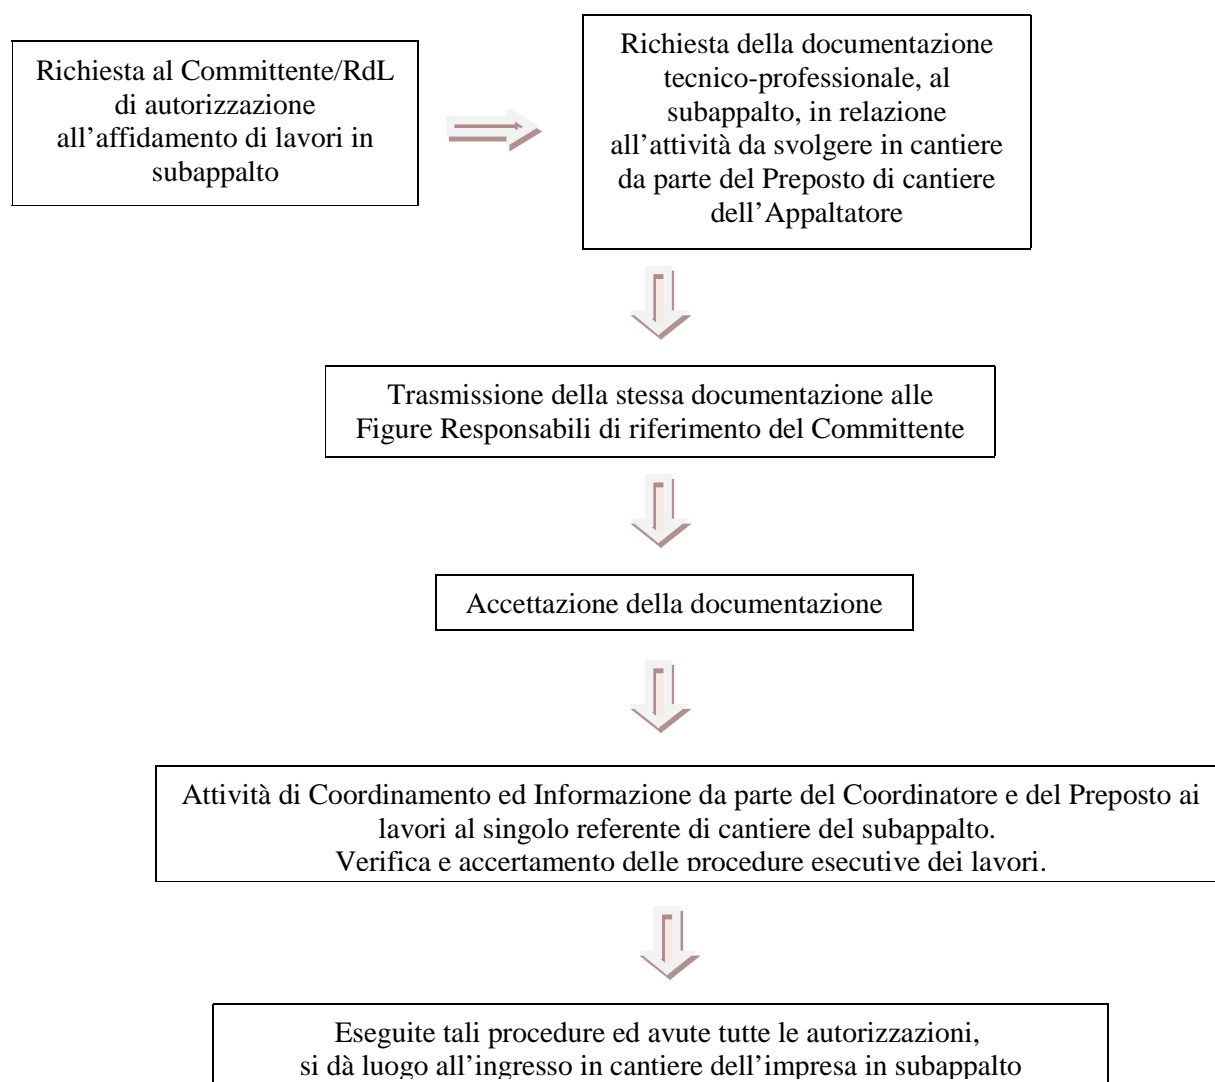 Richiesta al Committente/RdL
di autorizzazione
all’affidamento di lavori in
subappalto
Richiesta della documentazione
tecnico-professionale, al
subappalto, in relazione
all’attività da svolgere in cantiere
da parte del Preposto di cantiere
dell’Appaltatore
Trasmissione della stessa documentazione alle
Figure Responsabili di riferimento del Committente
Accettazione della documentazione
Attività di Coordinamento ed Informazione da parte del Coordinatore e del Preposto ai
lavori al singolo referente di cantiere del subappalto.
Verifica e accertamento delle procedure esecutive dei lavori.
Eseguite tali procedure ed avute tutte le autorizzazioni,
si dà luogo all’ingresso in cantiere dell’impresa in subappalto